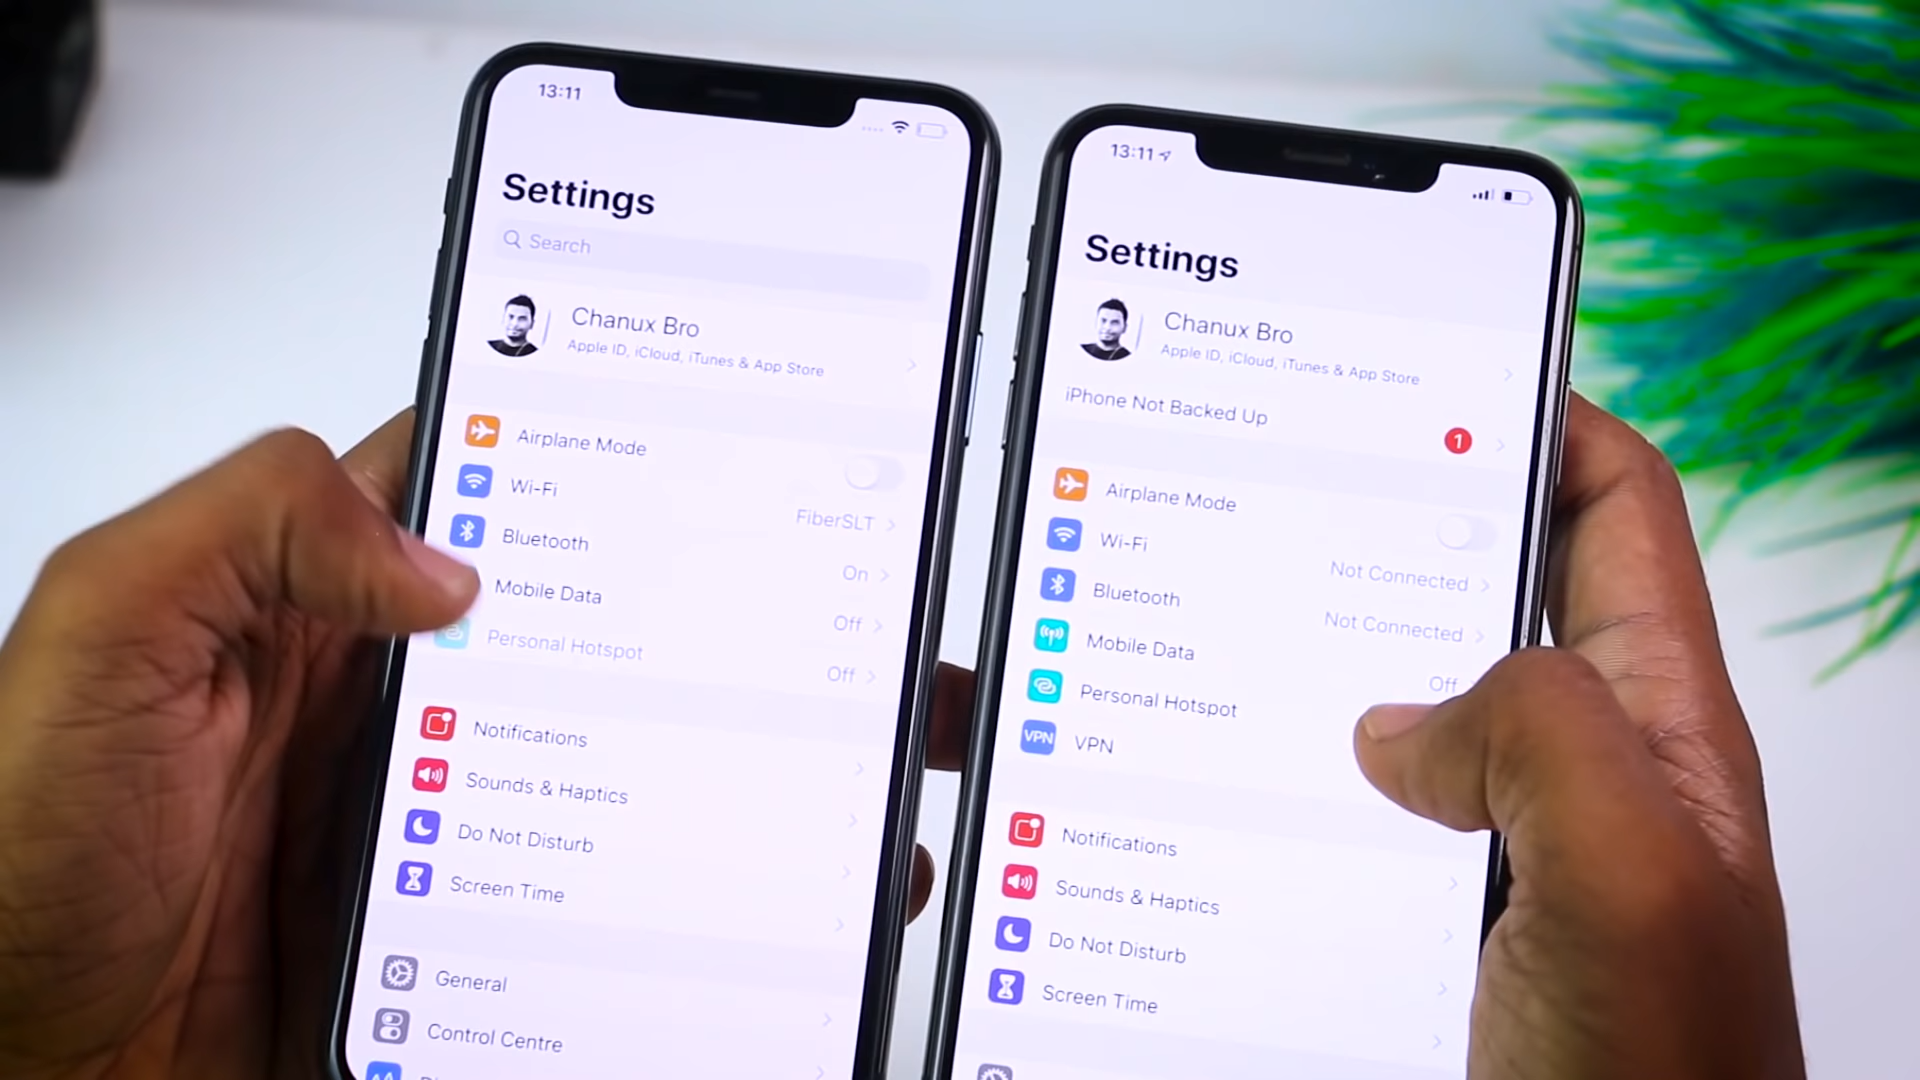 13:11
Settings
Search
Chanux Bro
Apple ID, iCloud, iTunes & App Store
Airplane Mode
Wi-Fi
FiberSLT
Bluetooth
On
Mobile Data
Off
Personal Hotspot
Off
Notifications
Sounds & Haptics
Do Not Disturb
Screen Time
General
Control Centre
13:11
Settings
Chanux Bro
Apple ID, iCloud, iTunes & App Store
iPhone Not Backed Up
1
Airplane Mode
Wi-Fi
Not Connected
Bluetooth
Not Connected
Mobile Data
Off
Personal Hotspot
VPN
VPN
Notifications
Sounds & Haptics
Do Not Disturb
Screen Time